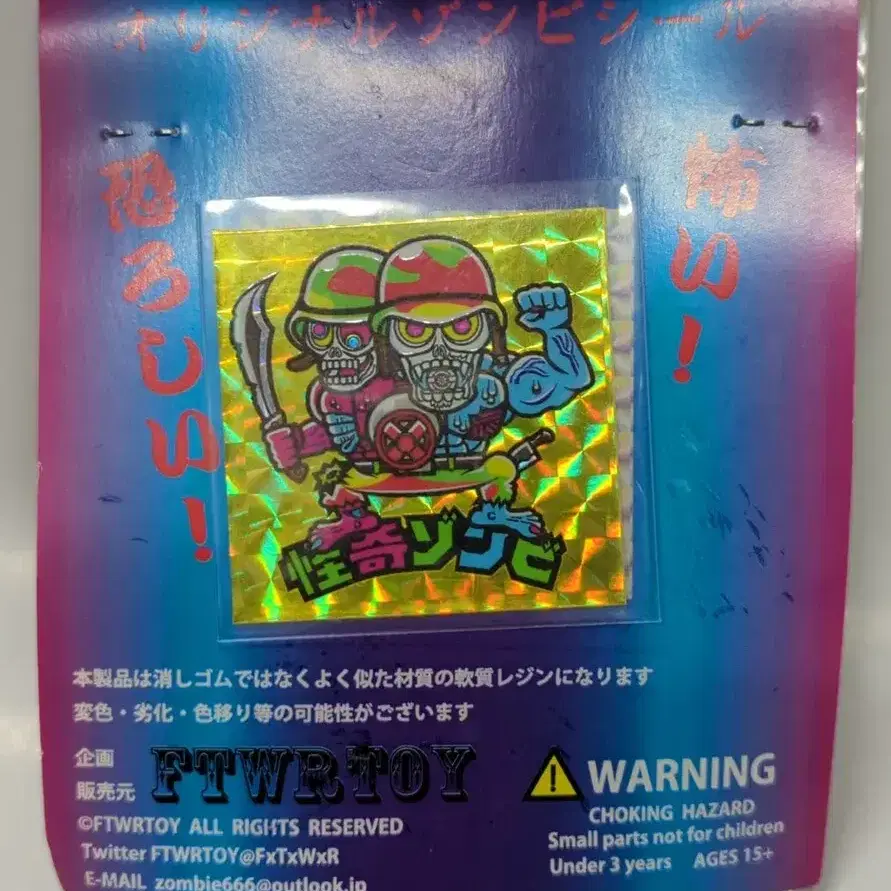 オリジナルゾンビシール
恐ろしい!
怖い!
怪奇ゾンビ
本製品は消しゴムではなくよく似た材質の軟質レジンになります
変色・劣化・色移り等の可能性がございます
企画
販売元
FTWRTOY
©FTWRTOY ALL RIGHTS RESERVED
Twitter FTWRTOY@FxTxWxR
E-MAIL zombie666@outlook.jp
WARNING
CHOKING HAZARD
Small parts not for children
Under 3 years AGES 15+